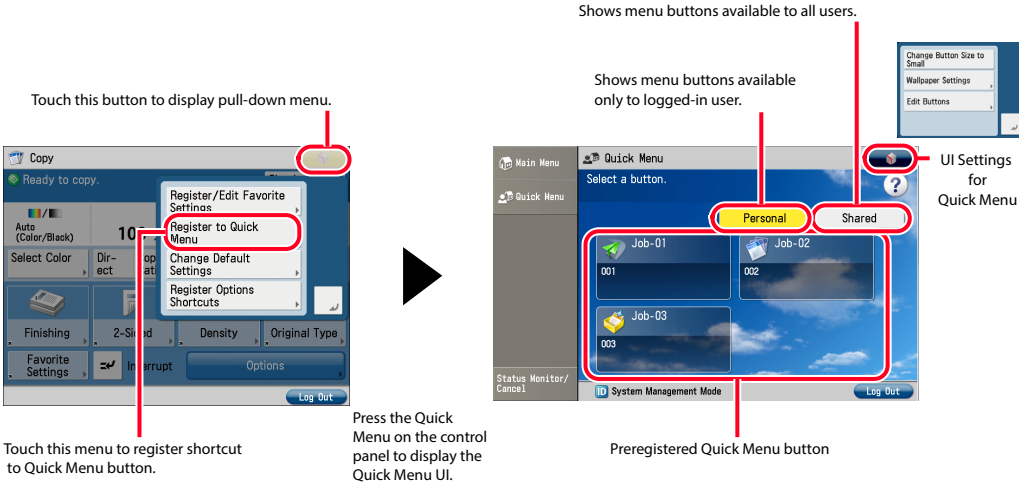 Shows menu buttons available to all users.
Shows menu buttons available
only to logged-in user.
Touch this button to display pull-down menu.
Change Button Size to
Small
Wallpaper Settings
Edit Buttons
UI Settings
for
Quick Menu
Copy
Ready to copy.
Auto
(Color/Black)
Select Color
Dir-
ect
Register/Edit Favorite
Settings
Register to Quick
Menu
Change Default
Settings
Register Options
Shortcuts
Finishing
2-Sided
Density
Original Type
Favorite
Settings
Interrupt
Options
Log Out
Touch this menu to register shortcut
to Quick Menu button.
Press the Quick
Menu on the control
panel to display the
Quick Menu UI.
Main Menu
Quick Menu
Status Monitor/
Cancel
Quick Menu
Select a button.
?
Personal
Shared
Job-01
001
Job-02
002
Job-03
003
ID System Management Mode
Log Out
Preregistered Quick Menu button